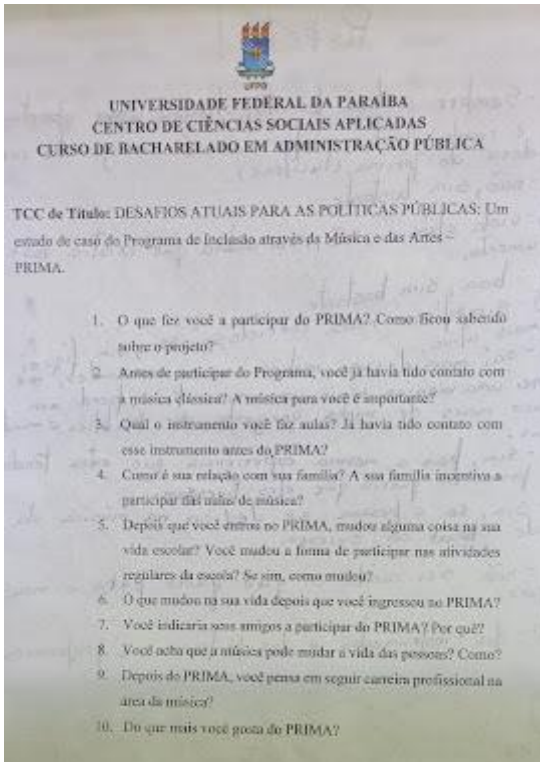 UFPB
UNIVERSIDADE FEDERAL DA PARAÍBA
CENTRO DE CIÊNCIAS SOCIAIS APLICADAS
CURSO DE BACHARELADO EM ADMINISTRAÇÃO PÚBLICA
TCC de Título: DESAFIOS ATUAIS PARA AS POLÍTICAS PÚBLICAS: Um
estudo de caso do Programa de Inclusão através da Música e das Artes –
PRIMA.
1. O que fez você a participar do PRIMA? Como ficou sabendo
sobre o projeto?
2. Antes de participar do Programa, você já havia tido contato com
a música clássica? A música para você é importante?
3. Qual o instrumento você faz aulas? Já havia tido contato com
esse instrumento antes do PRIMA?
4. Como é sua relação com sua família? A sua família incentiva a
participar das aulas de música?
5. Depois que você entrou no PRIMA, mudou alguma coisa na sua
vida escolar? Você mudou a forma de participar nas atividades
regulares da escola? Se sim, como mudou?
6. O que mudou na sua vida depois que você ingressou no PRIMA?
7. Você indicaria seus amigos a participar do PRIMA? Por quê?
8. Você acha que a música pode mudar a vida das pessoas? Como?
9. Depois do PRIMA, você pensa em seguir carreira profissional na
área da música?
10. Do que mais você gosta do PRIMA?